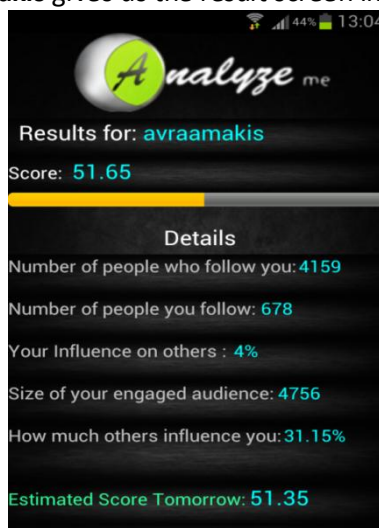 44% 13:04
Analyze me
Results for: avraamakis
Score: 51.65
Details
Number of people who follow you: 4159
Number of people you follow: 678
Your Influence on others : 4%
Size of your engaged audience: 4756
How much others influence you: 31.15%
Estimated Score Tomorrow: 51.35